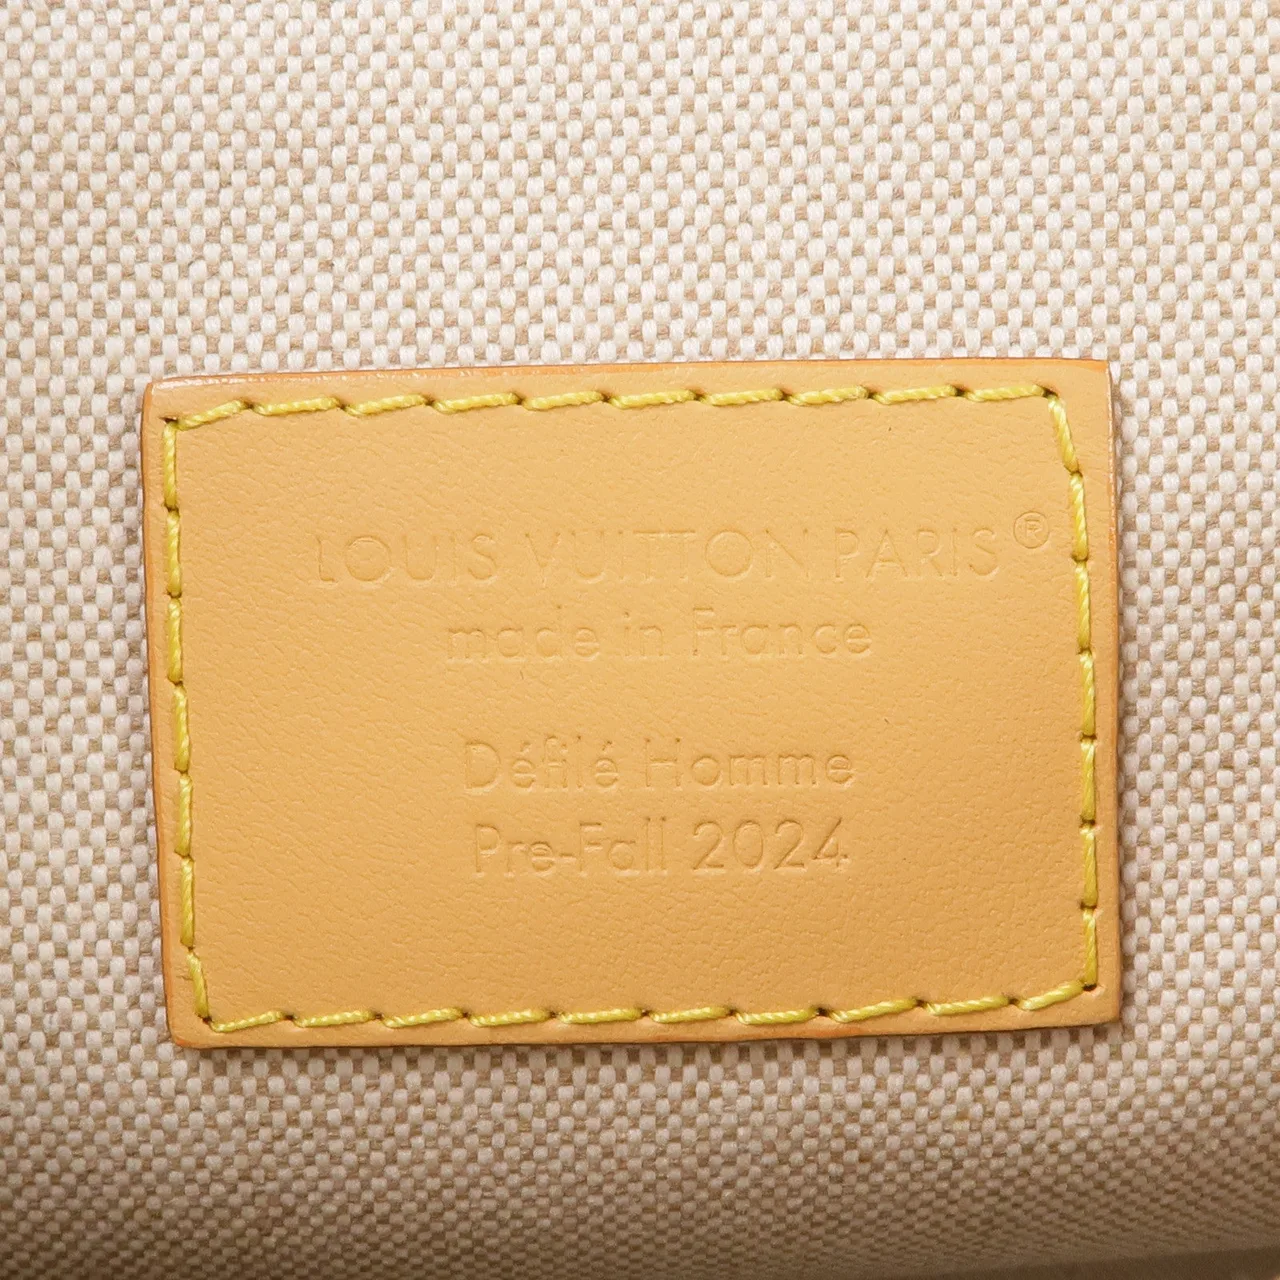 LOUIS VUITTON PARIS®
made in France
Défilé Homme
Pre-Fall 2024